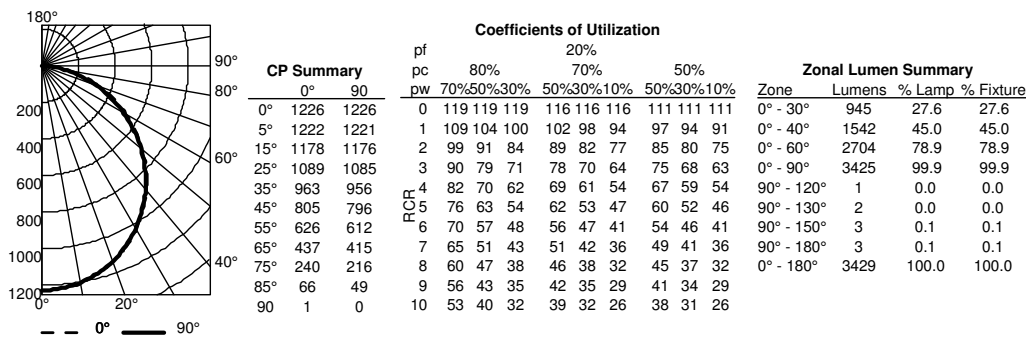 180°
90°
80°
60°
40°
200
400
600
800
1000
1200
0°
20°
0°
90°
CP Summary
0° 90
0° 1226 1226
5° 1222 1221
15° 1178 1176
25° 1089 1085
35° 963 956
45° 805 796
55° 626 612
65° 437 415
75° 240 216
85° 66 49
90 1 0
Coefficients of Utilization
pf 20%
pc 80% 70% 50%
pw 70%50%30% 50%30%10% 50%30%10%
RCR
0 119 119 119 116 116 116 111 111 111
1 109 104 100 102 98 94 97 94 91
2 99 91 84 89 82 77 85 80 75
3 90 79 71 78 70 64 75 68 63
4 82 70 62 69 61 54 67 59 54
5 76 63 54 62 53 47 60 52 46
6 70 57 48 56 47 41 54 46 41
7 65 51 43 51 42 36 49 41 36
8 60 47 38 46 38 32 45 37 32
9 56 43 35 42 35 29 41 34 29
10 53 40 32 39 32 26 38 31 26
Zonal Lumen Summary
Zone Lumens % Lamp % Fixture
0° - 30° 945 27.6 27.6
0° - 40° 1542 45.0 45.0
0° - 60° 2704 78.9 78.9
0° - 90° 3425 99.9 99.9
90° - 120° 1 0.0 0.0
90° - 130° 2 0.0 0.0
90° - 150° 3 0.1 0.1
90° - 180° 3 0.1 0.1
0° - 180° 3429 100.0 100.0